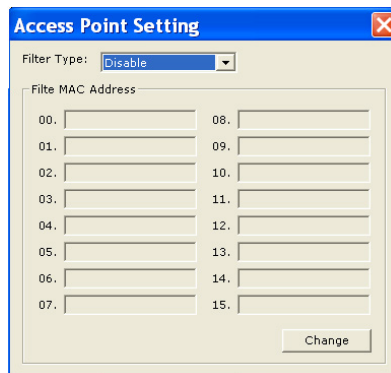 Access Point Setting
Filter Type: Disable
Filte MAC Address
00. 08.
01. 09.
02. 10.
03. 11.
04. 12.
05. 13.
06. 14.
07. 15.
Change